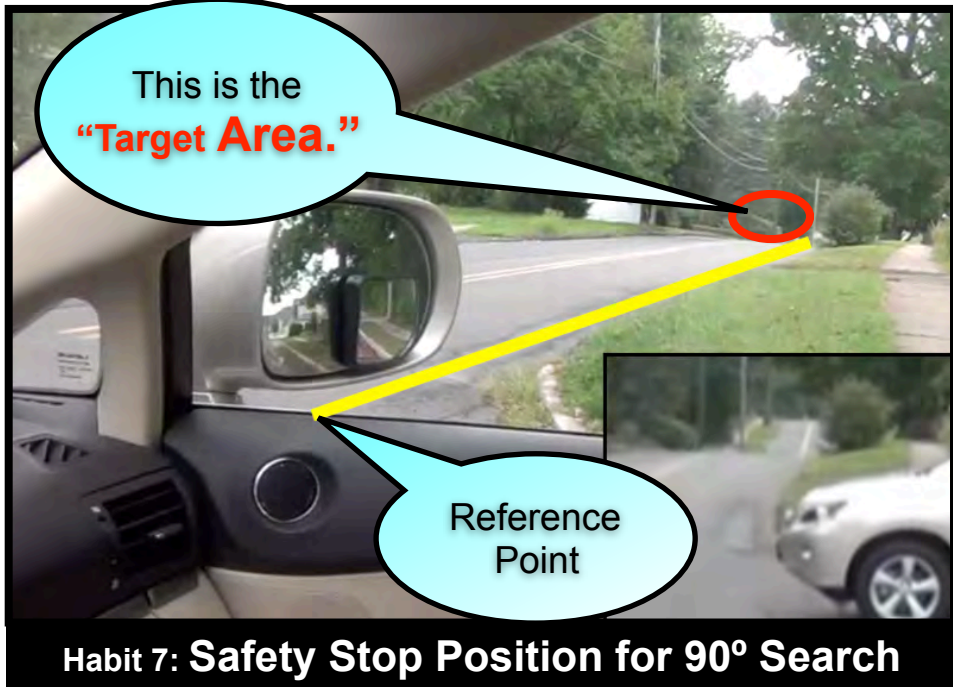 This is the
“Target Area.”
Reference
Point
Habit 7: Safety Stop Position for 90º Search